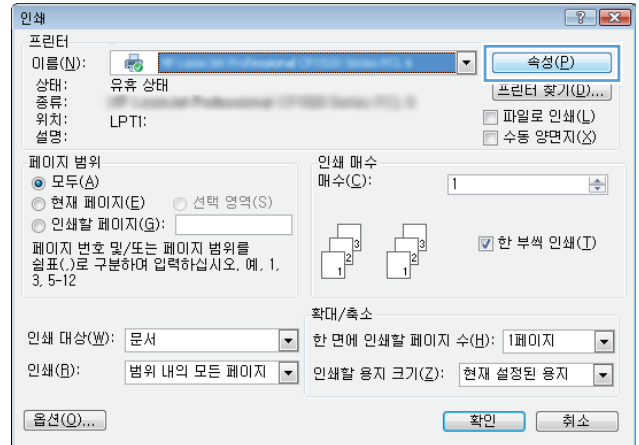 인쇄
프린터
이름(N):
속성(P)
상태: 유휴 상태
프린터 찾기(D)...
종류:
위치: LPT1:
파일로 인쇄(L)
설명:
수동 양면지(X)
페이지 범위
모두(A)
현재 페이지(E) 선택 영역(S)
인쇄할 페이지(G):
페이지 번호 및/또는 페이지 범위를
쉼표(,)로 구분하여 입력하십시오. 예, 1,
3, 5-12
인쇄 매수
매수(C): 1
한 부씩 인쇄(T)
1 2 3 1 2 3
인쇄 대상(W): 문서
인쇄(R): 범위 내의 모든 페이지
확대/축소
한 면에 인쇄할 페이지 수(H): 1페이지
인쇄할 용지 크기(Z): 현재 설정된 용지
옵션(O)...
확인 취소